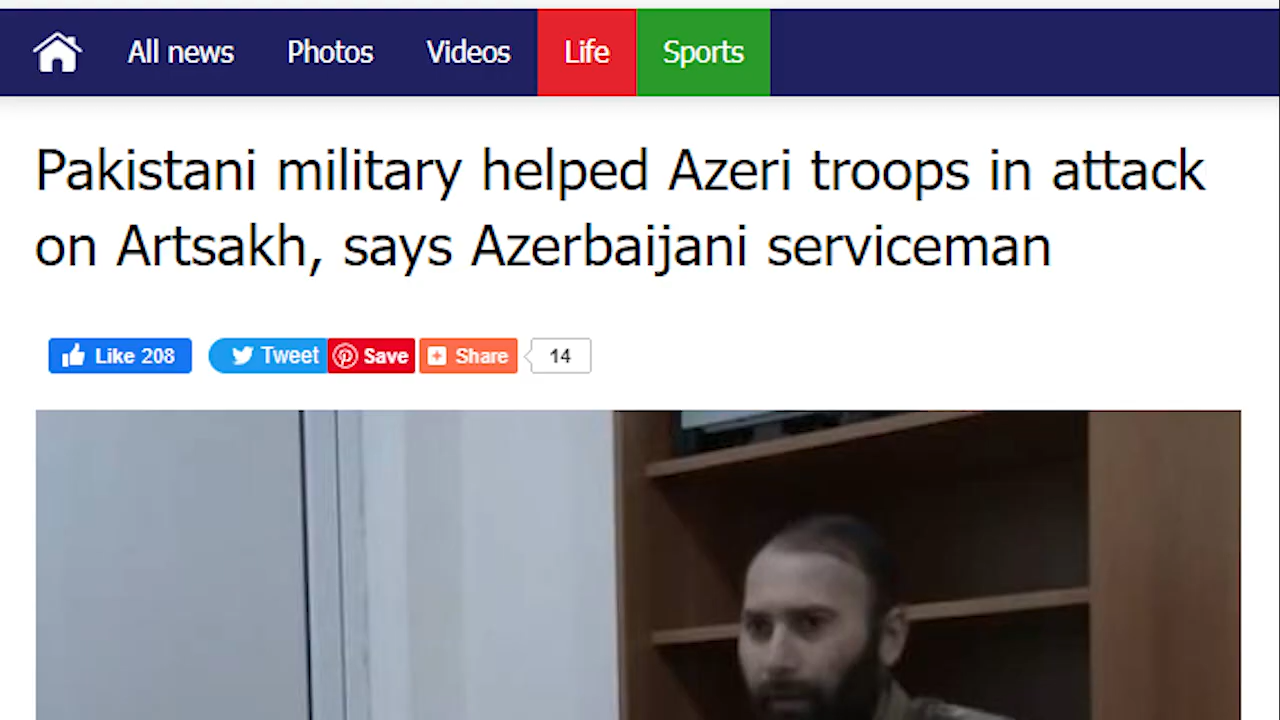 All news Photos Videos Life Sports
Pakistani military helped Azeri troops in attack
on Artsakh, says Azerbaijani serviceman
Like 208 Tweet Save Share 14